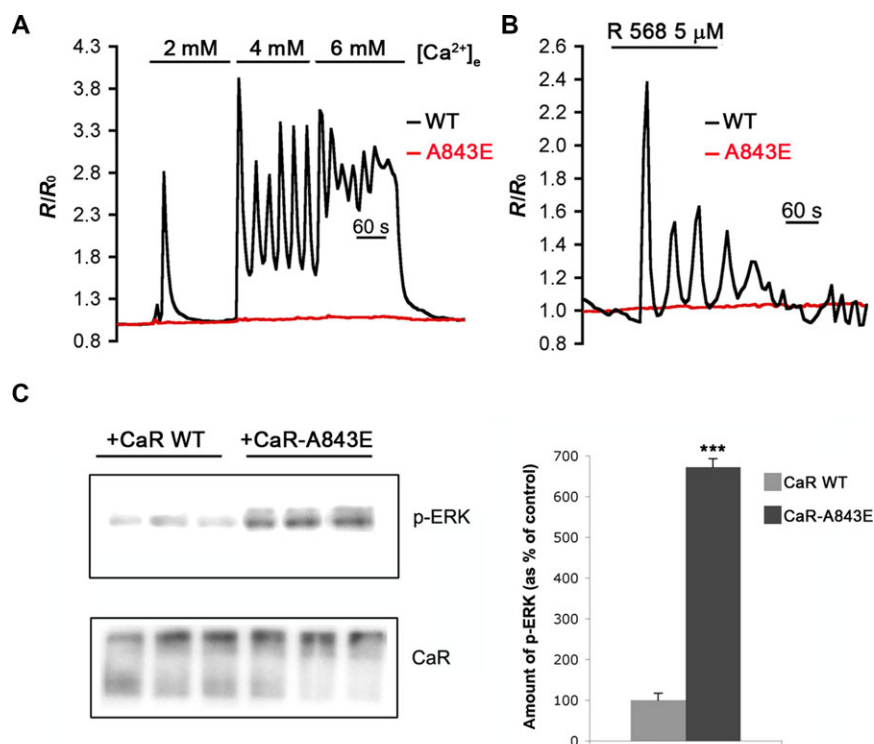 A
2 mM 4 mM 6 mM [Ca²⁺]ₑ
4.3
3.8
3.3
2.8
2.3
1.8
1.3
0.8
R/R₀
WT
A843E
60 s
B
R 568 5 μM
2.6
2.4
2.2
2.0
1.8
1.6
1.4
1.2
1.0
0.8
R/R₀
WT
A843E
60 s
C
+CaR WT +CaR-A843E
p-ERK
CaR
Amount of p-ERK (as % of control)
700
600
500
400
300
200
100
0
***
CaR WT
CaR-A843E